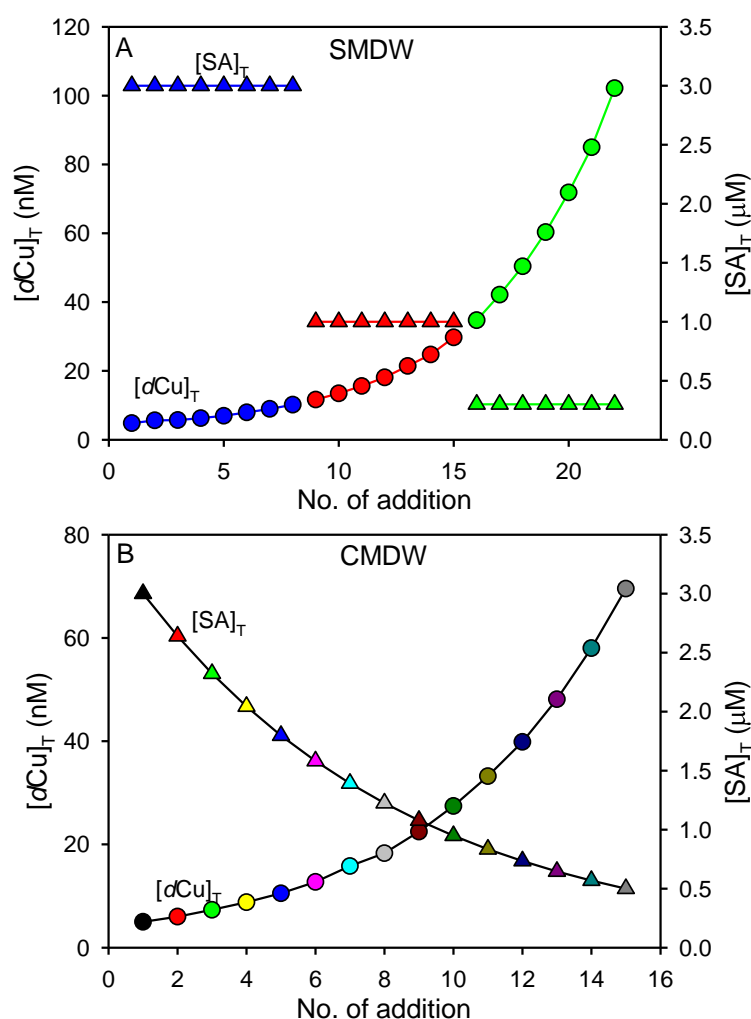 A
SMDW
[SA]T
[dCu]T
[dCu]T (nM)
[SA]T (μM)
120
100
80
60
40
20
0
3.5
3.0
2.5
2.0
1.5
1.0
0.5
0.0
0 5 10 15 20
No. of addition
B
CMDW
[SA]T
[dCu]T
[dCu]T (nM)
[SA]T (μM)
80
60
40
20
0
3.5
3.0
2.5
2.0
1.5
1.0
0.5
0.0
0 2 4 6 8 10 12 14 16
No. of addition